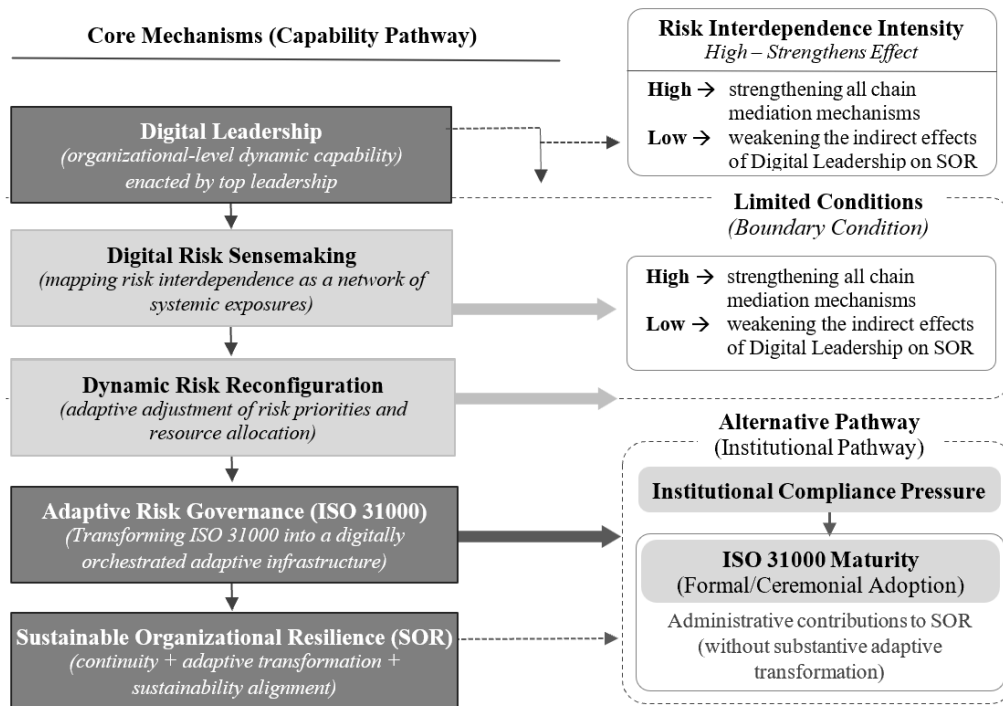 Core Mechanisms (Capability Pathway)
Digital Leadership
(organizational-level dynamic capability)
enacted by top leadership
Digital Risk Sensemaking
(mapping risk interdependence as a network of
systemic exposures)
Dynamic Risk Reconfiguration
(adaptive adjustment of risk priorities and
resource allocation)
Adaptive Risk Governance (ISO 31000)
(Transforming ISO 31000 into a digitally
orchestrated adaptive infrastructure)
Sustainable Organizational Resilience (SOR)
(continuity + adaptive transformation +
sustainability alignment)
Risk Interdependence Intensity
High – Strengthens Effect
High → strengthening all chain
mediation mechanisms
Low → weakening the indirect effects
of Digital Leadership on SOR
Limited Conditions
(Boundary Condition)
High → strengthening all chain
mediation mechanisms
Low → weakening the indirect effects
of Digital Leadership on SOR
Alternative Pathway
(Institutional Pathway)
Institutional Compliance Pressure
ISO 31000 Maturity
(Formal/Ceremonial Adoption)
Administrative contributions to SOR
(without substantive adaptive
transformation)